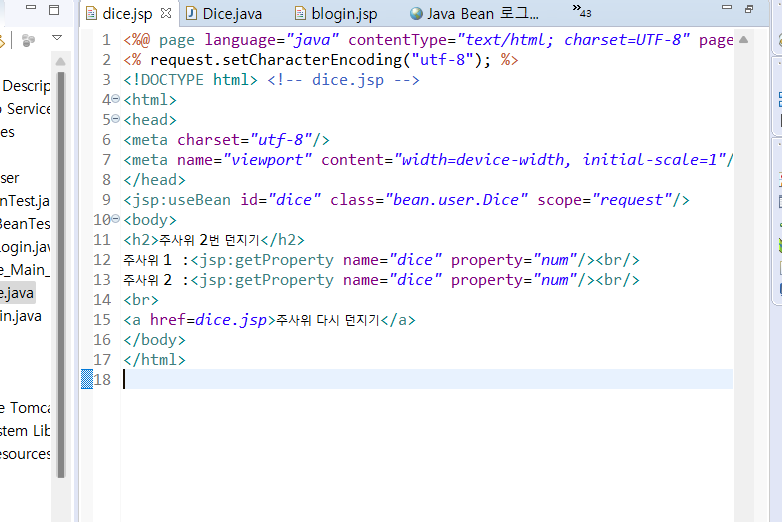 dice.jsp Dice.java blogin.jsp Java Bean 로그... »43
1 <%@ page language="java" contentType="text/html; charset=UTF-8" page
2 <% request.setCharacterEncoding("utf-8"); %>
3 <!DOCTYPE html> <!-- dice.jsp -->
4 <html>
5 <head>
6 <meta charset="utf-8"/>
7 <meta name="viewport" content="width=device-width, initial-scale=1"/
8 </head>
9 <jsp:useBean id="dice" class="bean.user.Dice" scope="request"/>
10 <body>
11 <h2>주사위 2번 던지기</h2>
12 주사위 1 :<jsp:getProperty name="dice" property="num"/><br/>
13 주사위 2 :<jsp:getProperty name="dice" property="num"/><br/>
14 <br>
15 <a href=dice.jsp>주사위 다시 던지기</a>
16 </body>
17 </html>
18
Descrip
Service
es
ser
nTest.ja
BeanTes
ogin.jav
e_Main_
e.java
in.java
e Tomca
stem Lib
esources